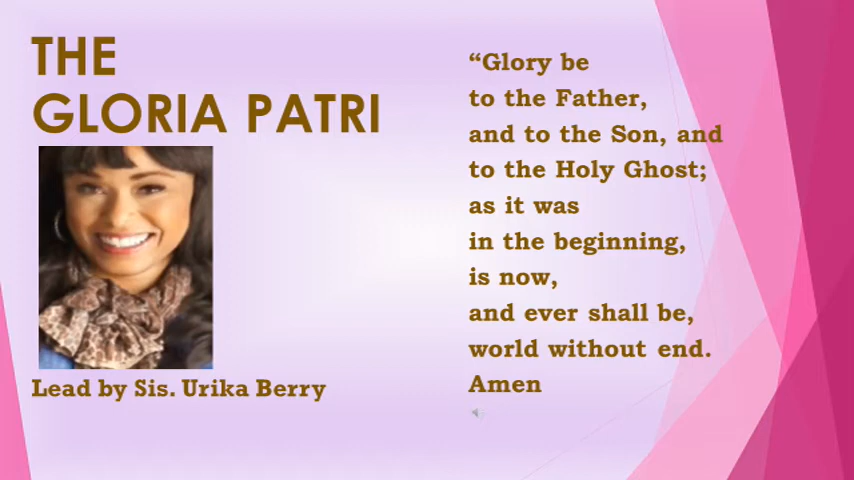 THE
GLORIA PATRI
Lead by Sis. Urika Berry
“Glory be
to the Father,
and to the Son, and
to the Holy Ghost;
as it was
in the beginning,
is now,
and ever shall be,
world without end.
Amen